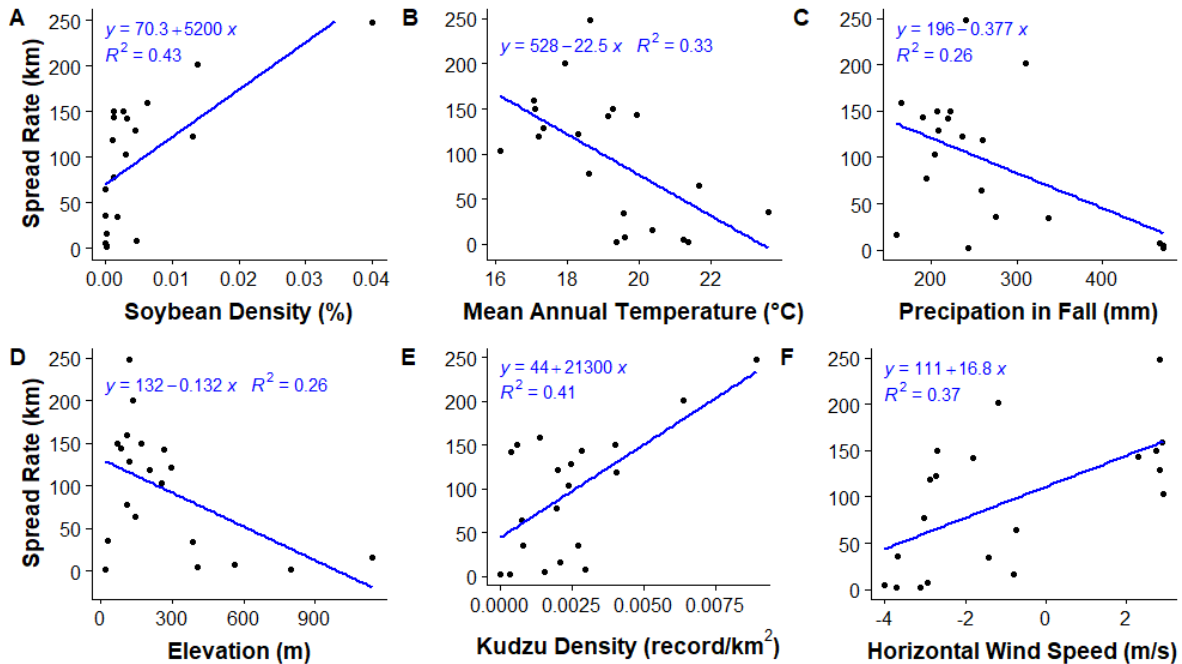 A
B
C
y = 70.3+5200 x
R² = 0.43
y = 528−22.5 x R² = 0.33
y = 196−0.377 x
R² = 0.26
Spread Rate (km)
250
200
150
100
50
0
0.00 0.01 0.02 0.03 0.04
Soybean Density (%)
250
200
150
100
50
0
16 18 20 22
Mean Annual Temperature (°C)
250
200
150
100
50
0
200 300 400
Precipation in Fall (mm)
D
E
F
y = 132−0.132 x R² = 0.26
y = 44+21300 x
R² = 0.41
y = 111+16.8 x
R² = 0.37
Spread Rate (km)
250
200
150
100
50
0
0 300 600 900
Elevation (m)
250
200
150
100
50
0
0.0000 0.0025 0.0050 0.0075
Kudzu Density (record/km²)
250
200
150
100
50
0
-4 -2 0 2
Horizontal Wind Speed (m/s)